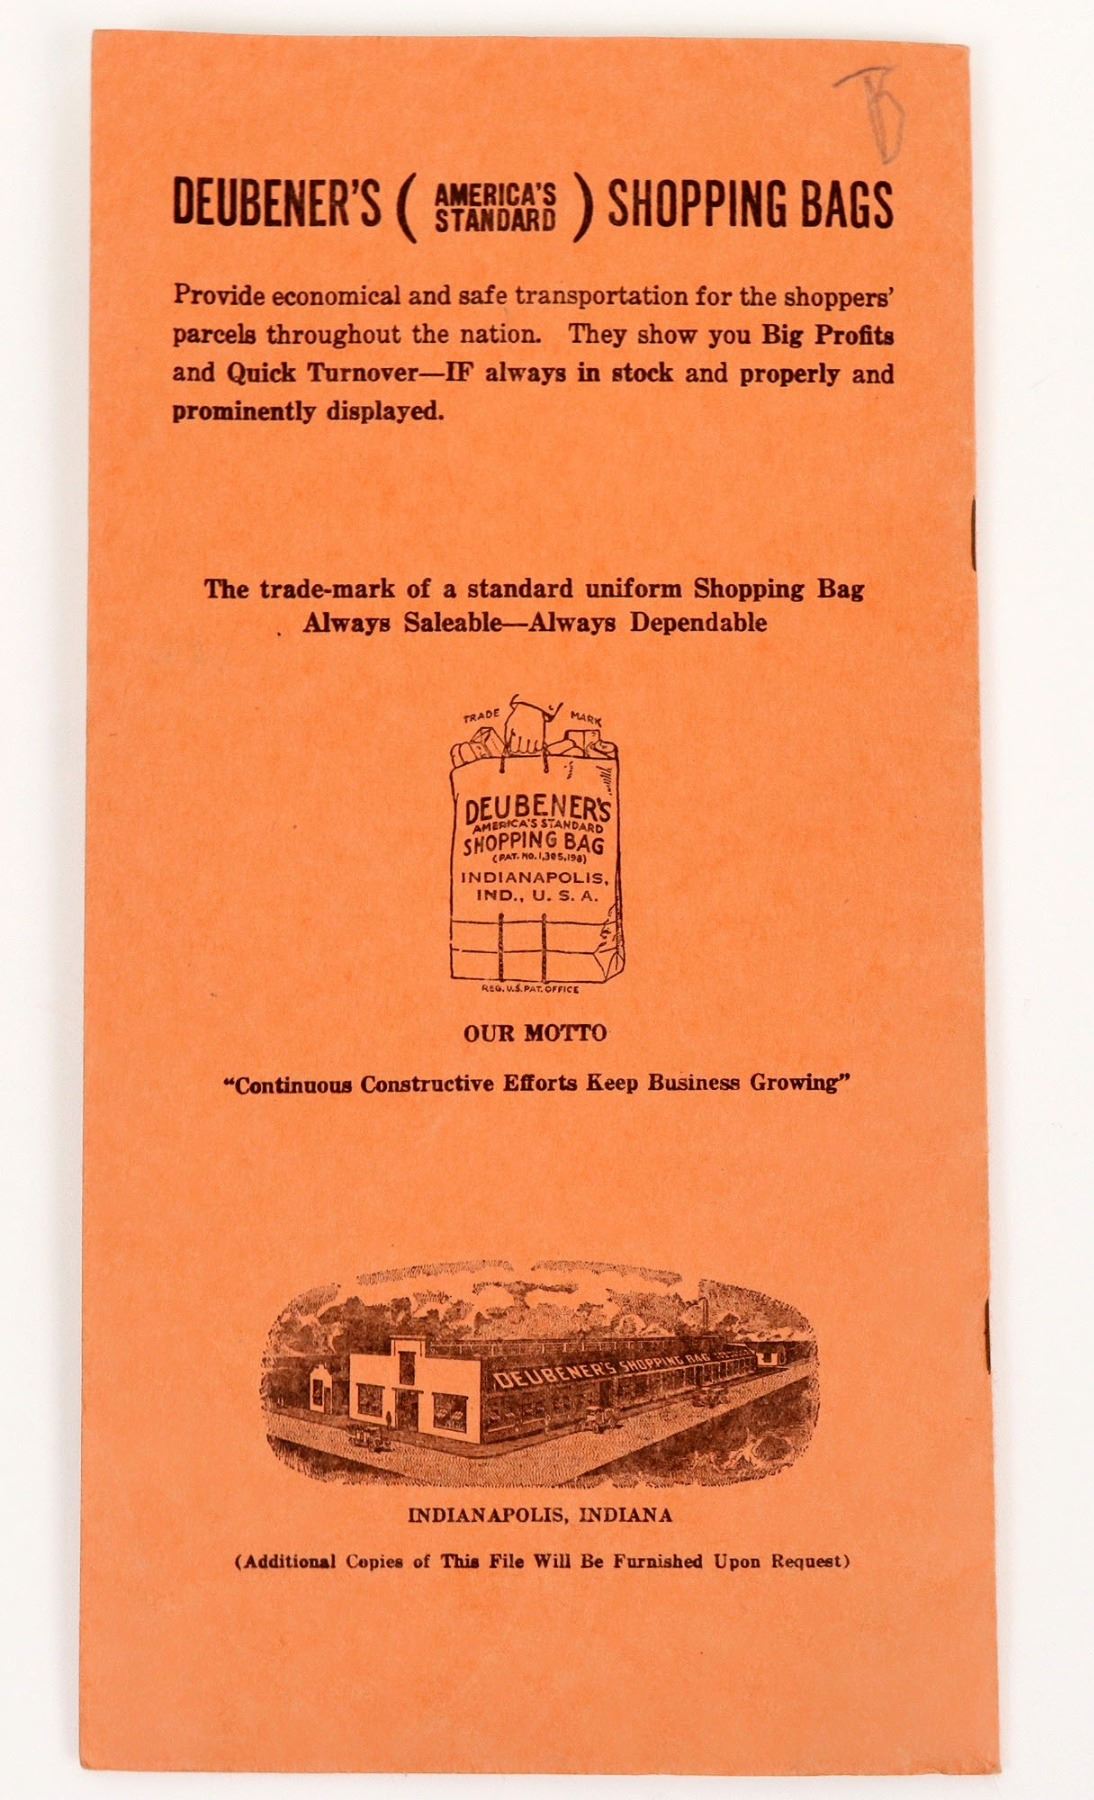 DEUBENER'S ( AMERICA'S STANDARD ) SHOPPING BAGS
Provide economical and safe transportation for the shoppers'
parcels throughout the nation. They show you Big Profits
and Quick Turnover—IF always in stock and properly and
prominently displayed.
The trade-mark of a standard uniform Shopping Bag
Always Saleable—Always Dependable
TRADE MARK
DEUBENER'S
AMERICA'S STANDARD
SHOPPING BAG
(PAT. NO. 1,305,198)
INDIANAPOLIS,
IND., U. S. A.
REG. U.S. PAT. OFFICE
OUR MOTTO
"Continuous Constructive Efforts Keep Business Growing"
DEUBENER'S SHOPPING BAG
INDIANAPOLIS, INDIANA
(Additional Copies of This File Will Be Furnished Upon Request)